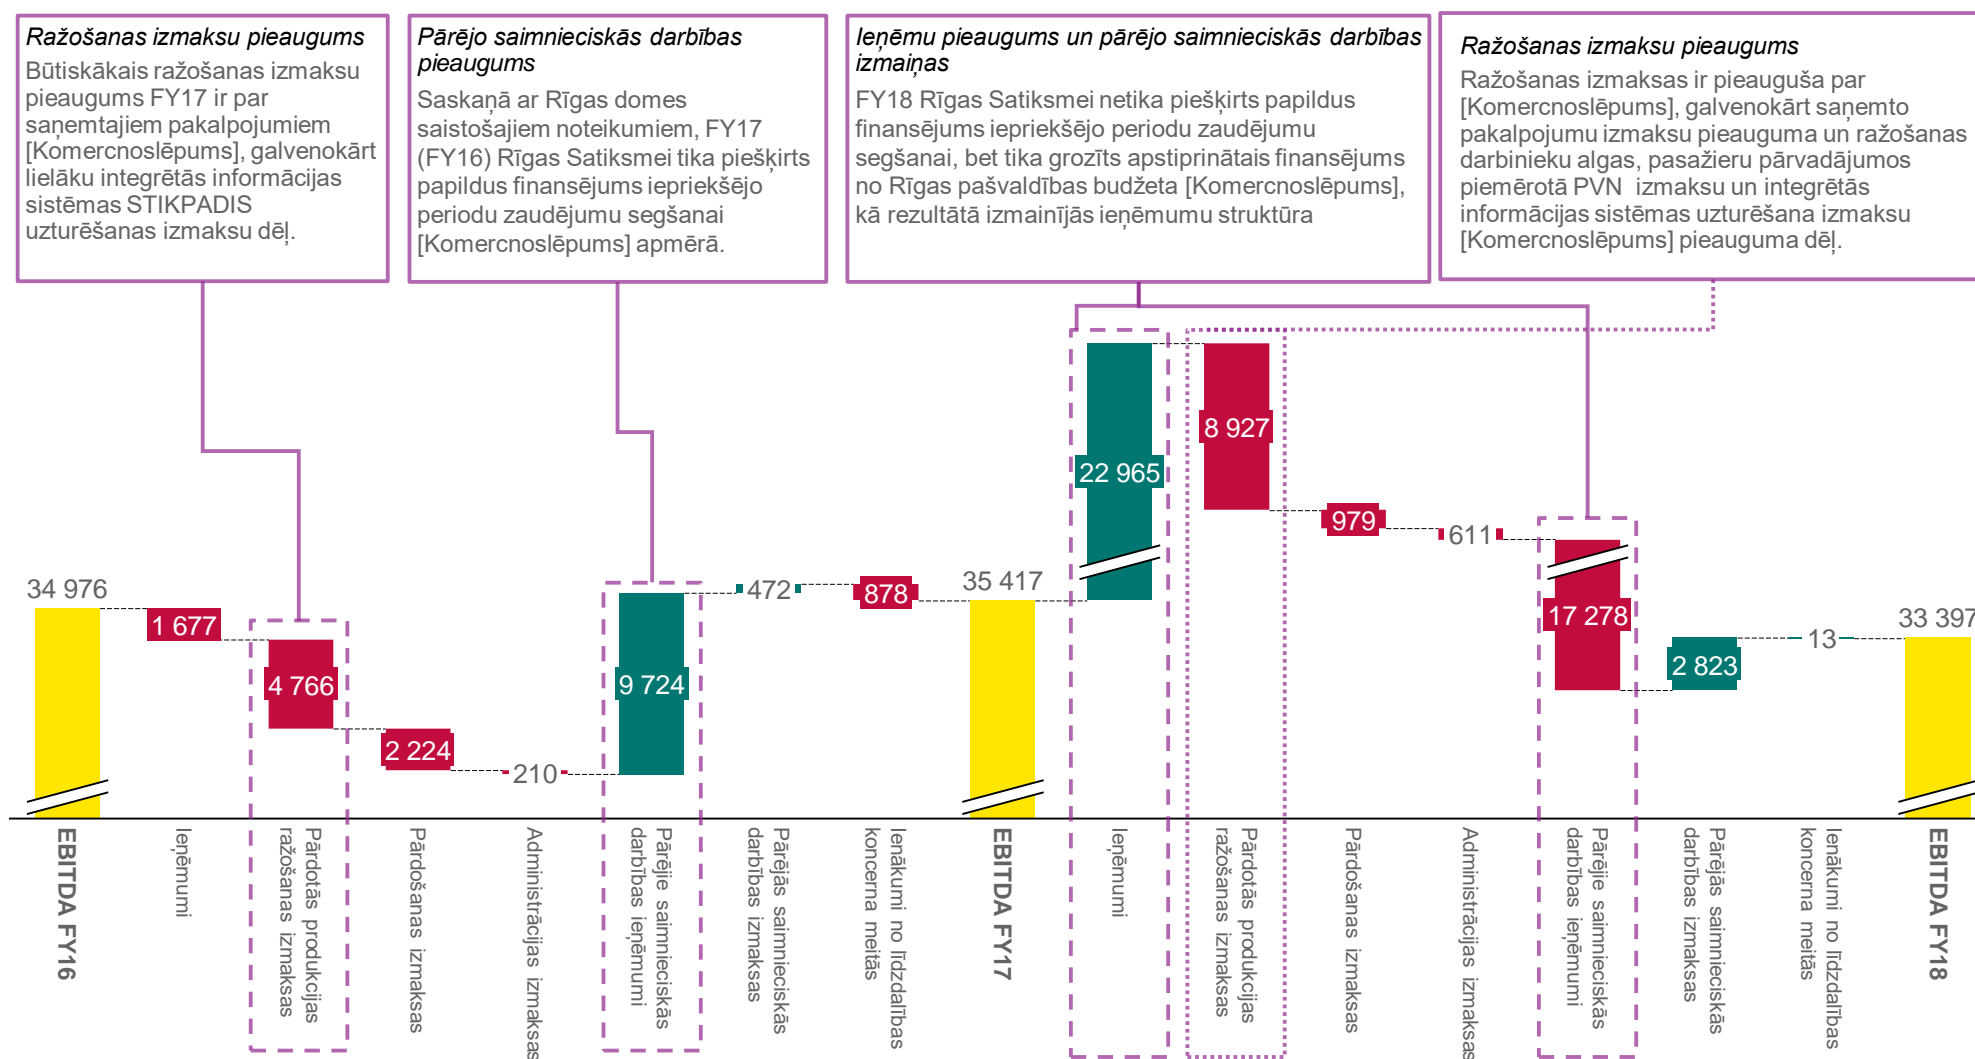 Ražošanas izmaksu pieaugums
Būtiskākais ražošanas izmaksu
pieaugums FY17 ir par
saņemtajiem pakalpojumiem
[Komercnoslēpums], galvenokārt
lielāku integrētās informācijas
sistēmas STIKPADIS
uzturēšanas izmaksu dēļ.
Pārējo saimnieciskās darbības
pieaugums
Saskaņā ar Rīgas domes
saistošajiem noteikumiem, FY17
(FY16) Rīgas Satiksmei tika piešķirts
papildus finansējums iepriekšējo
periodu zaudējumu segšanai
[Komercnoslēpums] apmērā.
Ieņēmu pieaugums un pārējo saimnieciskās darbības
izmaiņas
FY18 Rīgas Satiksmei netika piešķirts papildus
finansējums iepriekšējo periodu zaudējumu
segšanai, bet tika grozīts apstiprinātais finansējums
no Rīgas pašvaldības budžeta [Komercnoslēpums],
kā rezultātā izmainījās ieņēmumu struktūra
Ražošanas izmaksu pieaugums
Ražošanas izmaksas ir pieauguša par
[Komercnoslēpums], galvenokārt saņemto
pakalpojumu izmaksu pieauguma un ražošanas
darbinieku algas, pasažieru pārvadājumos
piemērotā PVN izmaksu un integrētās
informācijas sistēmas uzturēšana izmaksu
[Komercnoslēpums] pieauguma dēļ.
34 976
1 677
4 766
2 224
210
9 724
472
878
35 417
22 965
8 927
979
611
17 278
2 823
13
33 397
EBITDA FY16
Ieņēmumi
Pārdotās produkcijas
ražošanas izmaksas
Pārdošanas izmaksas
Administrācijas izmaksas
Pārējie saimnieciskās
darbības ieņēmumi
Pārējās saimnieciskās
darbības izmaksas
Ienākumi no līdzdalības
koncerna meitās
EBITDA FY17
Ieņēmumi
Pārdotās produkcijas
ražošanas izmaksas
Pārdošanas izmaksas
Administrācijas izmaksas
Pārējie saimnieciskās
darbības ieņēmumi
Pārējās saimnieciskās
darbības izmaksas
Ienākumi no līdzdalības
koncerna meitās
EBITDA FY18